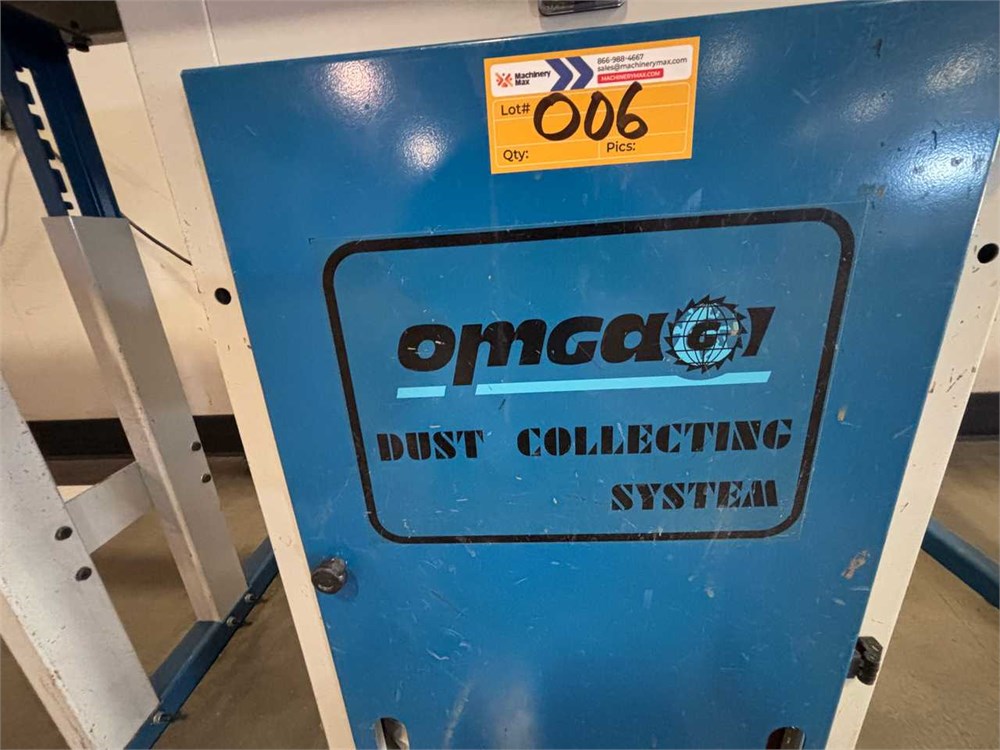 Machinery
Max
866-988-4667
sales@machinerymax.com
MACHINERYMAX.COM
Lot# 006
Qty:
Pics:
omga
G
DUST COLLECTING
SYSTEM